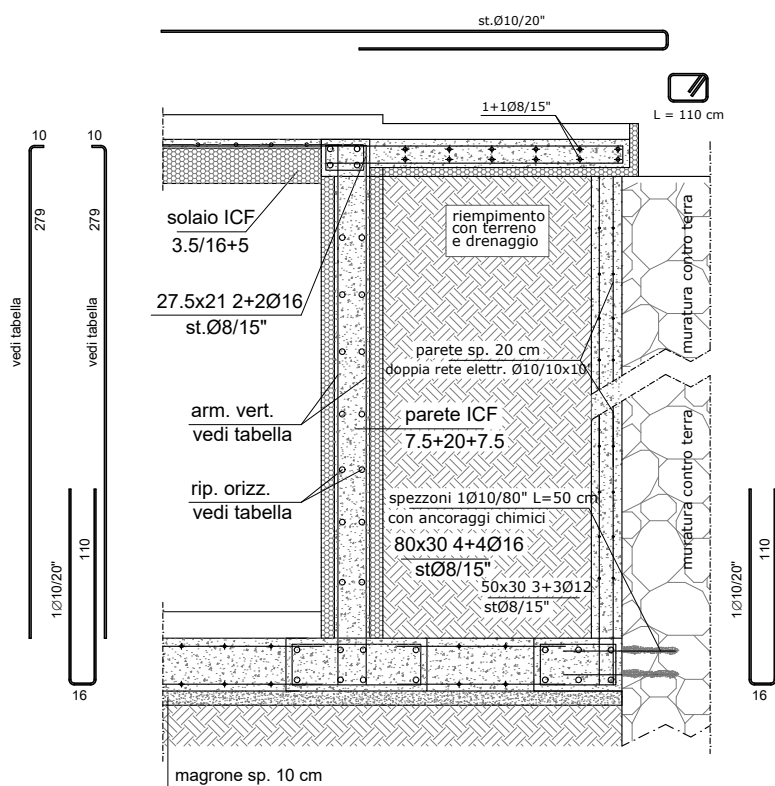 st.Ø10/20"
L = 110 cm
1+1Ø8/15"
10
279
vedi tabella
10
279
vedi tabella
solaio ICF
3.5/16+5
riempimento
con terreno
e drenaggio
muratura contro terra
27.5x21 2+2Ø16
st.Ø8/15"
parete sp. 20 cm
doppia rete elettr. Ø10/10x10"
arm. vert.
vedi tabella
parete ICF
7.5+20+7.5
rip. orizz.
vedi tabella
spezzoni 1Ø10/80" L=50 cm
con ancoraggi chimici
80x30 4+4Ø16
stØ8/15"
50x30 3+3Ø12
stØ8/15"
muratura contro terra
1Ø10/20"
110
16
1Ø10/20"
110
16
magrone sp. 10 cm